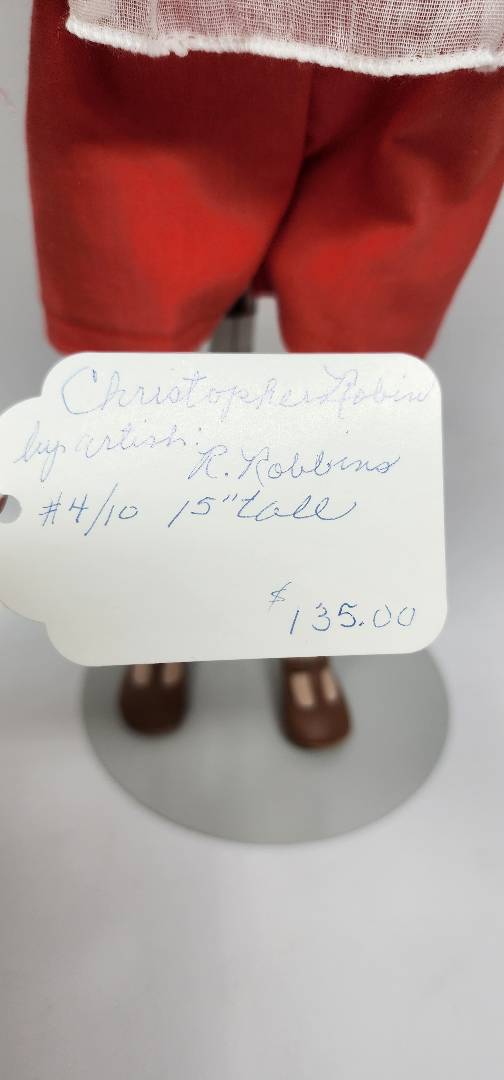 Christopher Robin
by artist:
R. Robbins
#4/10 15" tall
$135.00